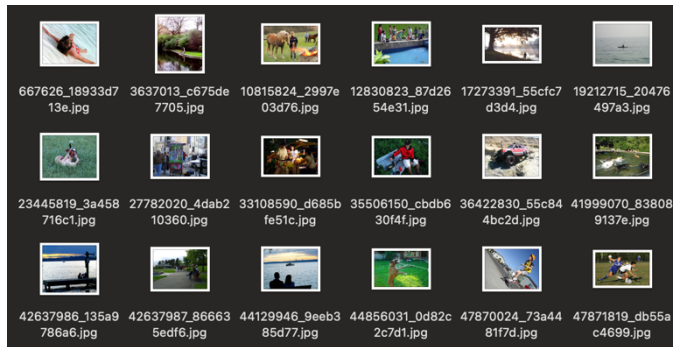 667626_18933d7
13e.jpg
3637013_c675de
7705.jpg
10815824_2997e
03d76.jpg
12830823_87d26
54e31.jpg
17273391_55cfc7
d3d4.jpg
19212715_20476
497a3.jpg
23445819_3a458
716c1.jpg
27782020_4dab2
10360.jpg
33108590_d685b
fe51c.jpg
35506150_cbdb6
30f4f.jpg
36422830_55c84
4bc2d.jpg
41999070_83808
9137e.jpg
42637986_135a9
786a6.jpg
42637987_86663
5edf6.jpg
44129946_9eeb3
85d77.jpg
44856031_0d82c
2c7d1.jpg
47870024_73a44
81f7d.jpg
47871819_db55a
c4699.jpg